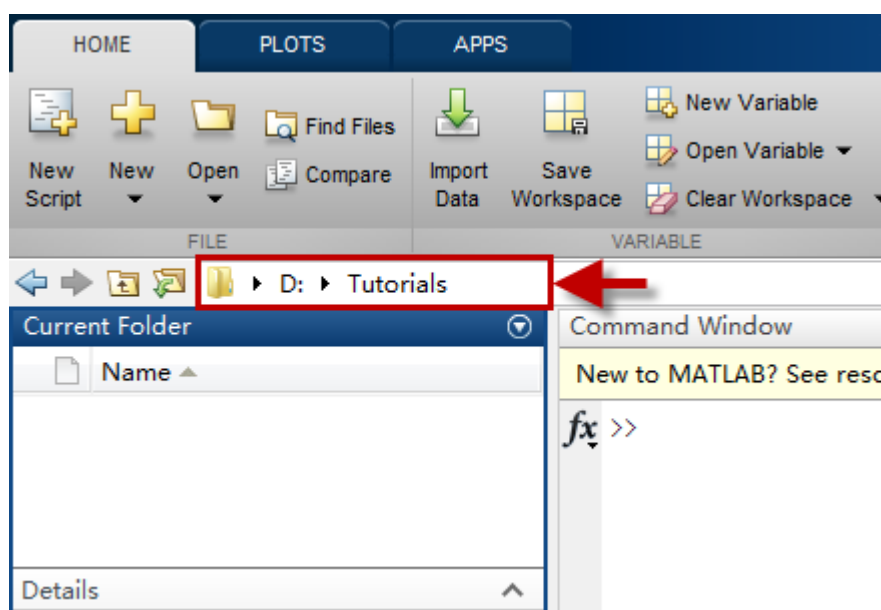 HOME PLOTS APPS
New Script
New
Open
Find Files
Compare
Import Data
Save Workspace
New Variable
Open Variable
Clear Workspace
FILE VARIABLE
D: Tutorials
Current Folder
Name
Details
Command Window
New to MATLAB? See reso
fx >>